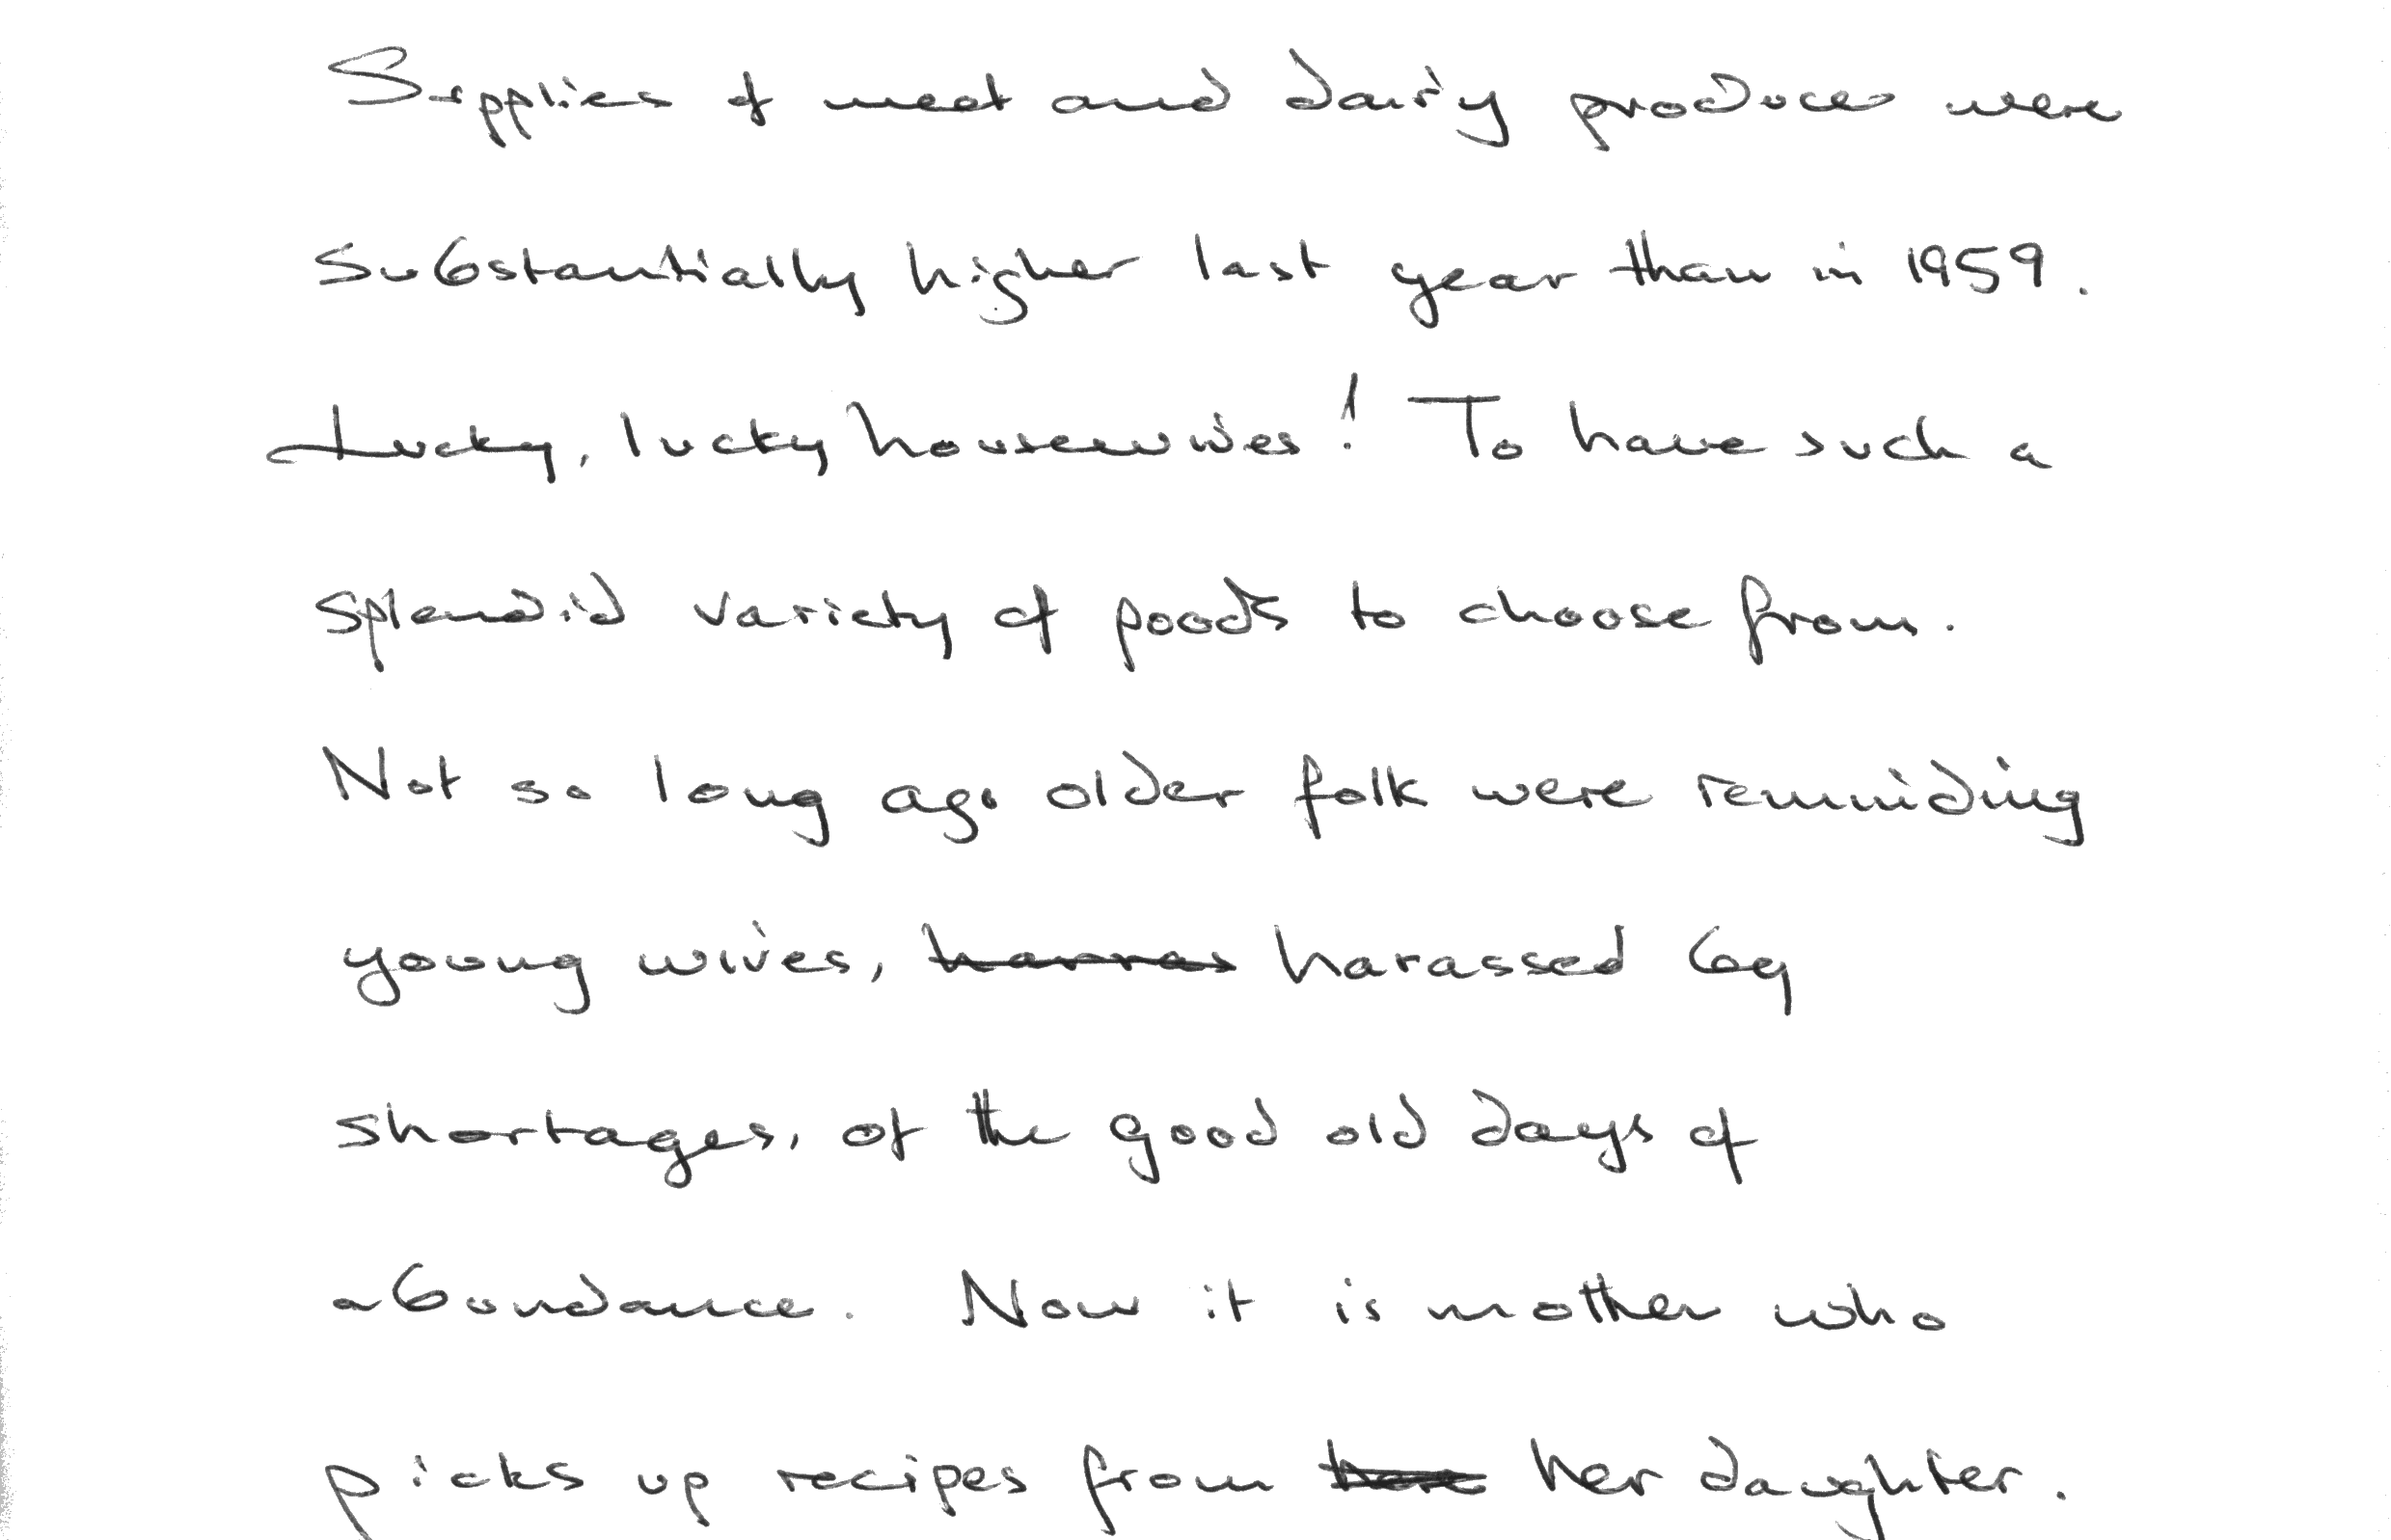 Supplies of meat and dairy produce were
substantially higher last year than in 1959.
Lucky, lucky housewives! To have such a
splendid variety of poods to choose from.
Not so long ago older folk were reminding
young wives, harassed by
shortages, of the good old days of
abundance. Now it is mother who
picks up recipes from her daughter.